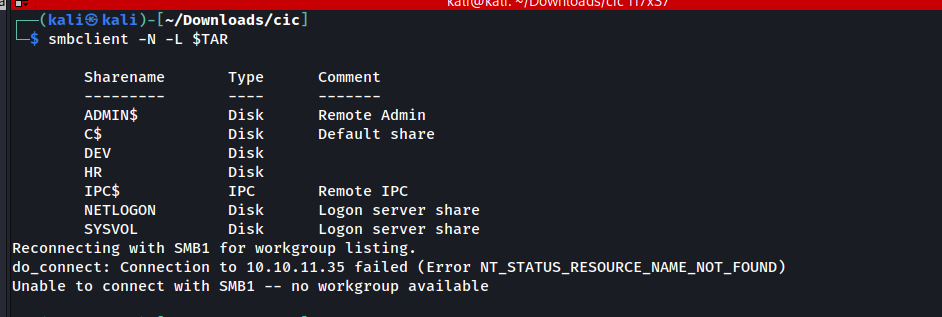 kali@kali: ~/Downloads/cic 117x37
┌──(kali㉿kali)-[~/Downloads/cic]
└─$ smbclient -N -L $TAR
Sharename Type Comment
--------- ---- -------
ADMIN$ Disk Remote Admin
C$ Disk Default share
DEV Disk
HR Disk
IPC$ IPC Remote IPC
NETLOGON Disk Logon server share
SYSVOL Disk Logon server share
Reconnecting with SMB1 for workgroup listing.
do_connect: Connection to 10.10.11.35 failed (Error NT_STATUS_RESOURCE_NAME_NOT_FOUND)
Unable to connect with SMB1 -- no workgroup available